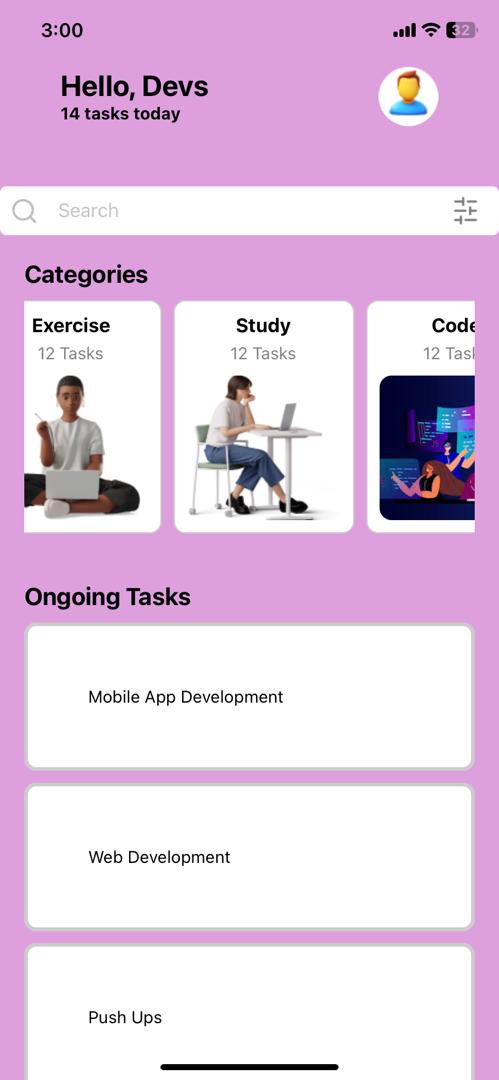 3:00
32
Hello, Devs
14 tasks today
Search
Categories
Exercise
Study
Code
12 Tasks
12 Tasks
12 Task
Ongoing Tasks
Mobile App Development
Web Development
Push Ups